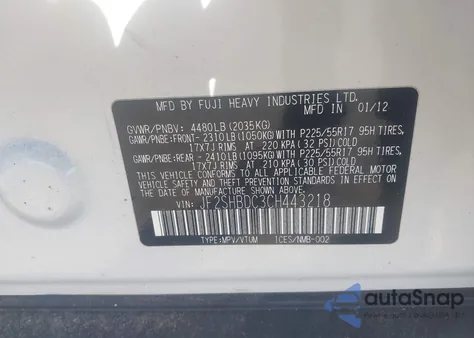 MFD BY FUJI HEAVY INDUSTRIES LTD.
MFD IN 01/12
GVWR/PNBV: 4480LB (2035KG)
GAWR/PNBE:FRONT- 2310LB(1050KG) WITH P225/55R17 95H TIRES,
17X7J RIMS AT 220 KPA(32 PSI)COLD
GAWR/PNBE:REAR - 2410LB(1095KG) WITH P225/55R17 95H TIRES,
17X7J RIMS AT 210 KPA(30 PSI)COLD
THIS VEHICLE CONFORMS TO ALL APPLICABLE FEDERAL MOTOR
VEHICLE SAFETY, BUMPER, AND THEFT PREVENTION
STANDARDS IN EFFECT ON THE DATE
OF MANUFACTURE SHOWN ABOVE.
VIN: JF2SHBDC3CH443218
TYPE:MPV/VTUM ICES/NMB-002
autoSnap